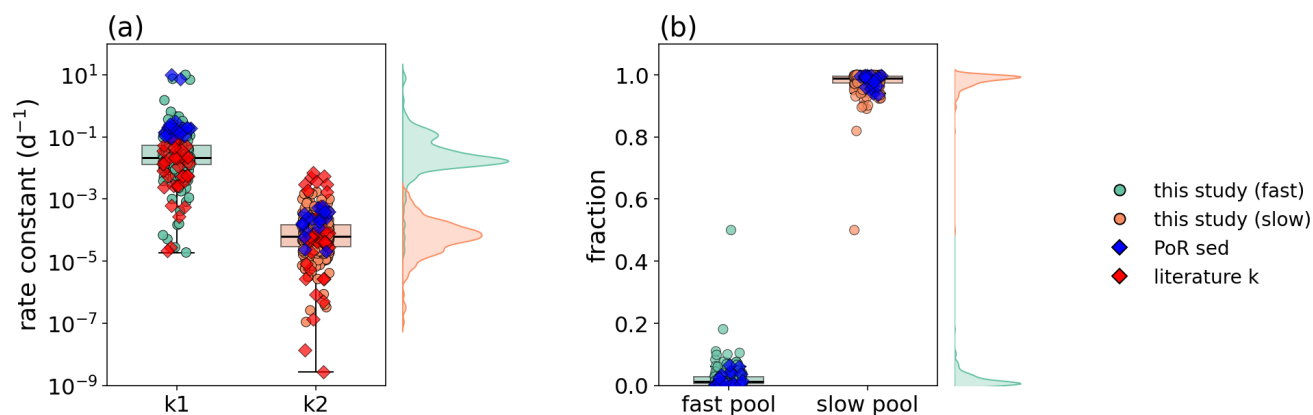 (a)
rate constant (d⁻¹)
10¹
10⁻¹
10⁻³
10⁻⁵
10⁻⁷
10⁻⁹
k1 k2
(b)
fraction
1.0
0.8
0.6
0.4
0.2
0.0
fast pool slow pool
this study (fast)
this study (slow)
PoR sed
literature k